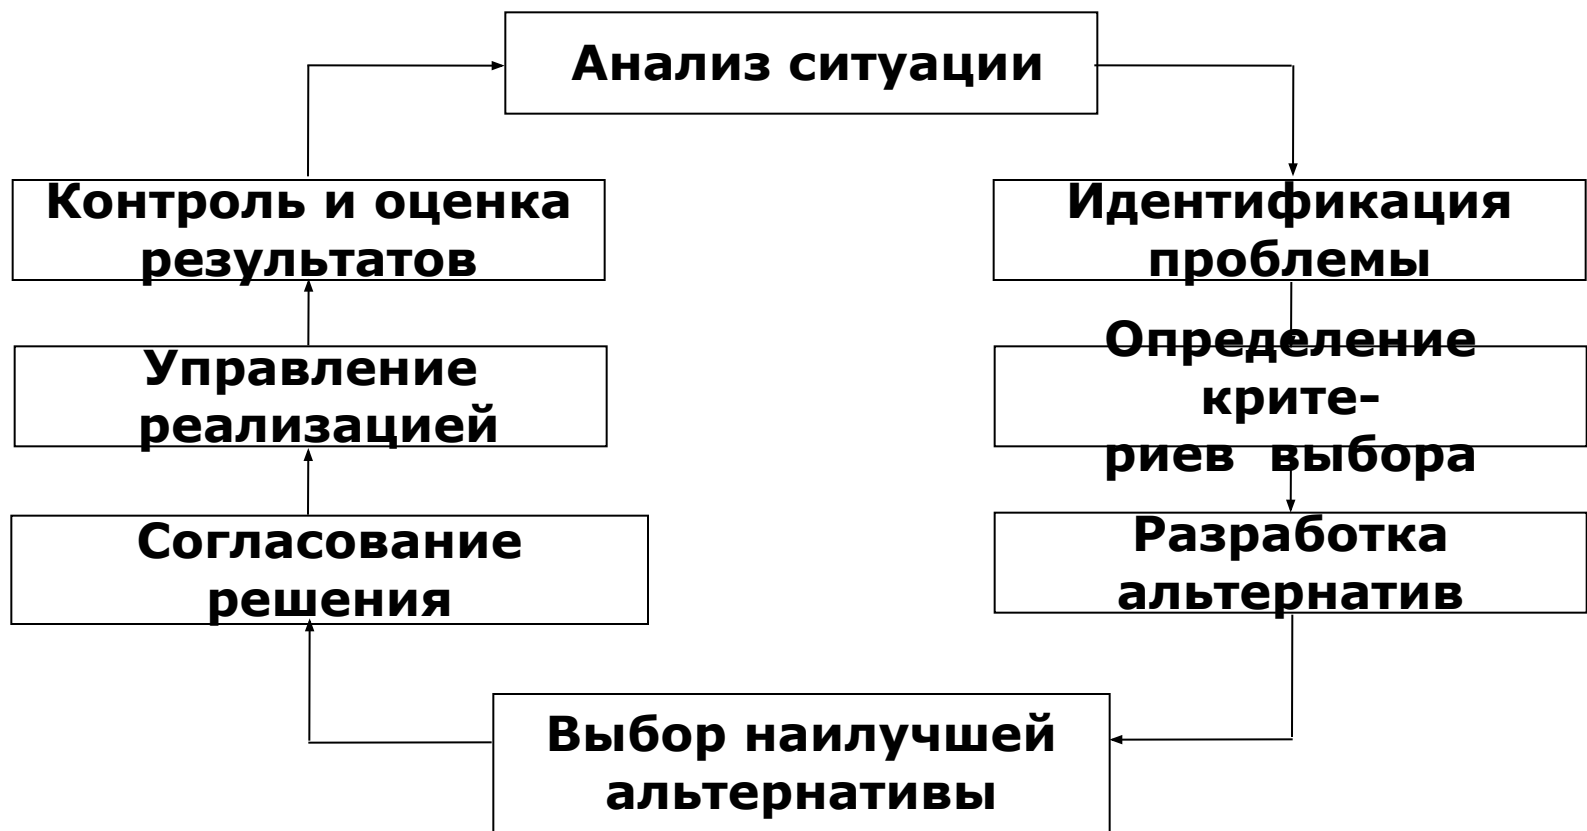 Анализ ситуации
Контроль и оценка
результатов
Идентификация
проблемы
Управление
реализацией
Определение
крите-
риев выбора
Согласование
решения
Разработка
альтернатив
Выбор наилучшей
альтернативы